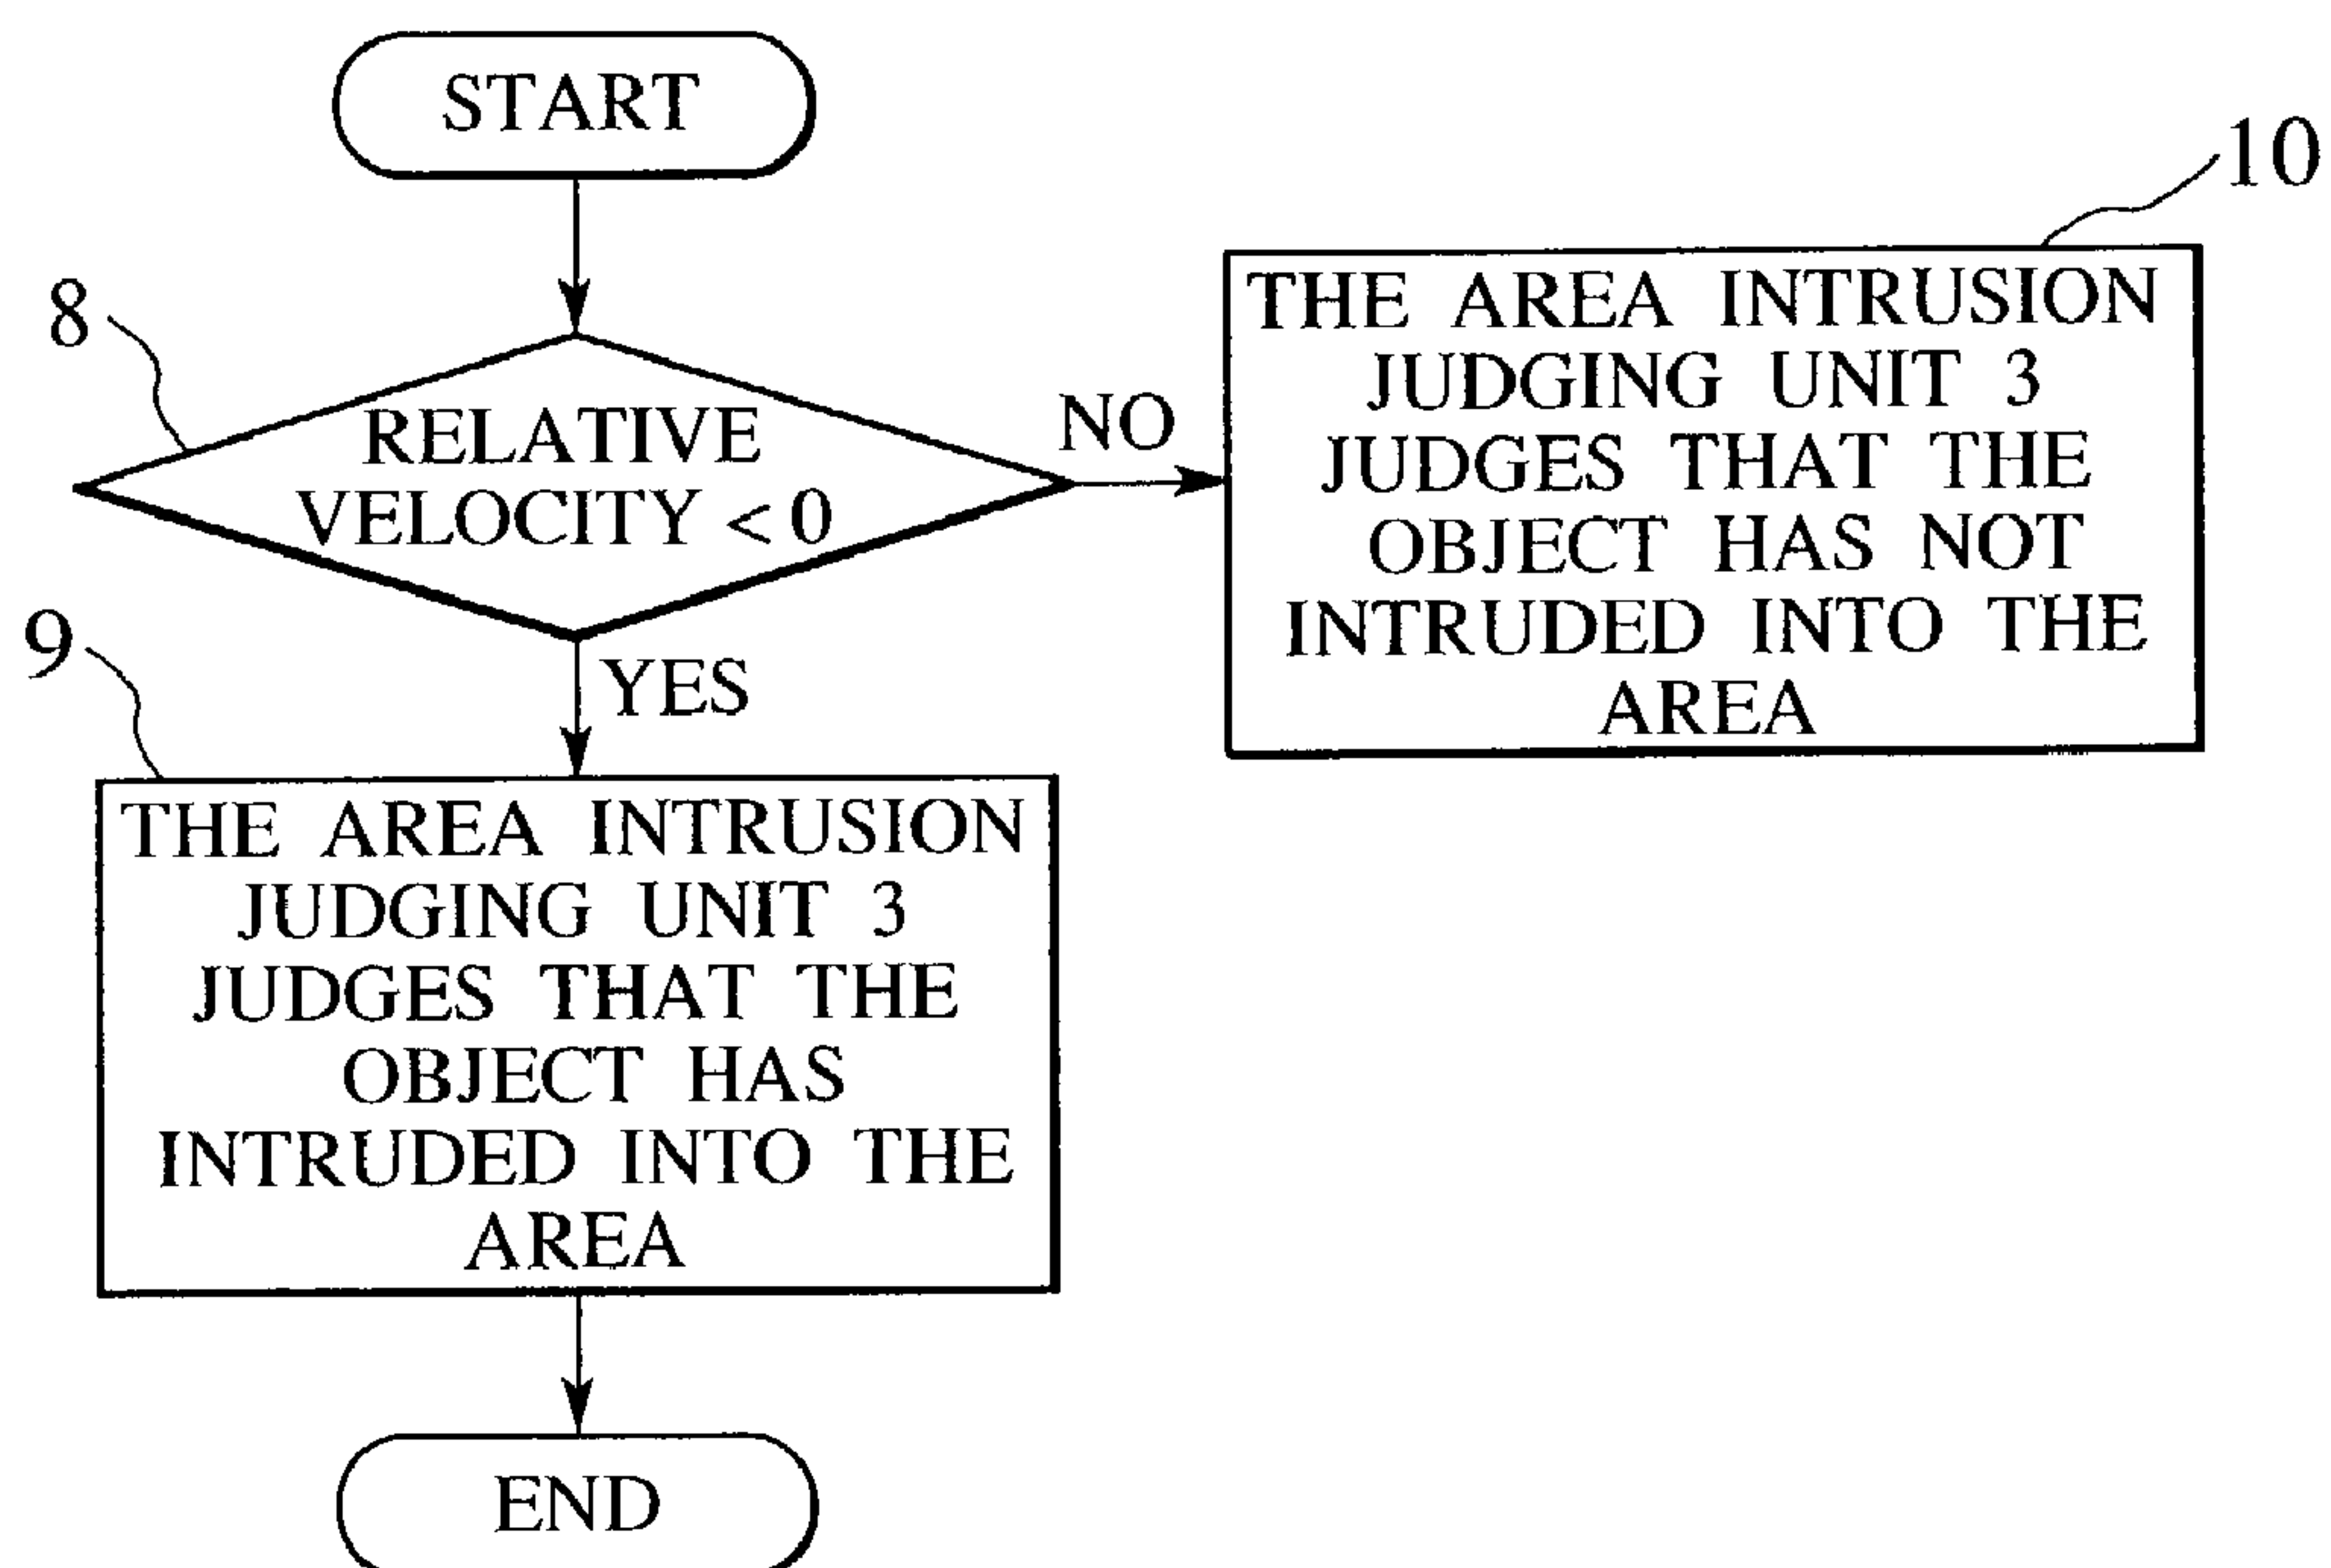 START
10
8
RELATIVE
VELOCITY < 0
NO
THE AREA INTRUSION
JUDGING UNIT 3
JUDGES THAT THE
OBJECT HAS NOT
INTRUDED INTO THE
AREA
YES
9
THE AREA INTRUSION
JUDGING UNIT 3
JUDGES THAT THE
OBJECT HAS
INTRUDED INTO THE
AREA
END